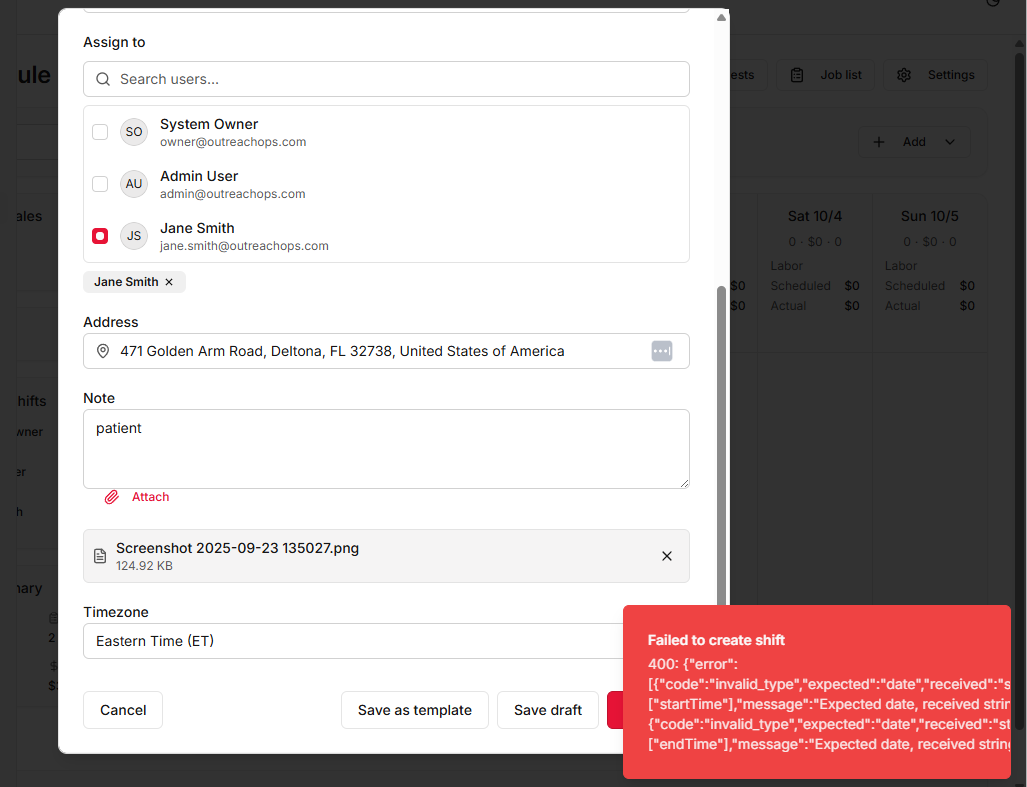 Assign to
Search users...
SO
System Owner
owner@outreachops.com
AU
Admin User
admin@outreachops.com
JS
Jane Smith
jane.smith@outreachops.com
Jane Smith ×
Address
471 Golden Arm Road, Deltona, FL 32738, United States of America
Note
patient
Attach
Screenshot 2025-09-23 135027.png
124.92 KB
Timezone
Eastern Time (ET)
Cancel
Save as template
Save draft
Failed to create shift
400: {"error":
[{"code":"invalid_type","expected":"date","received":"s
["startTime"],"message":"Expected date, received strin
{"code":"invalid_type","expected":"date","received":"st
["endTime"],"message":"Expected date, received string
ule
ests
Job list
Settings
Add
ales
Sat 10/4
Sun 10/5
0 · $0 · 0
0 · $0 · 0
Labor
Labor
$0
Scheduled $0
Scheduled $0
$0
Actual $0
Actual $0
hifts
wner
er
h
nary
2